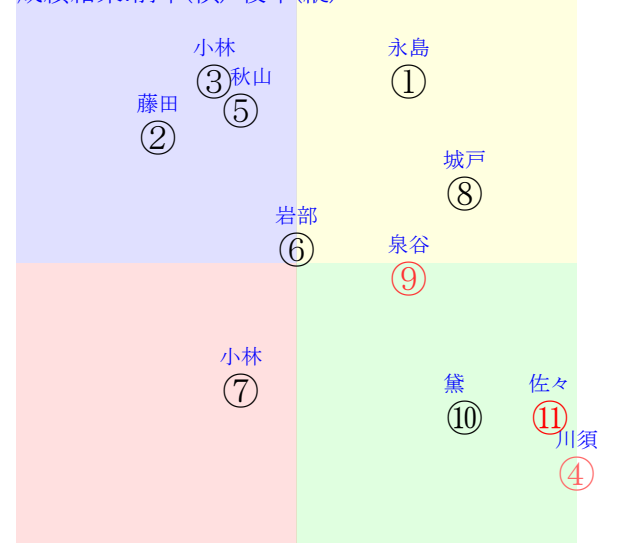 小林
③
永島
①
秋山
⑤
藤田
②
城戸
⑧
岩部
⑥
泉谷
⑨
小林
⑦
黛
⑩
佐々
⑪
川須
④